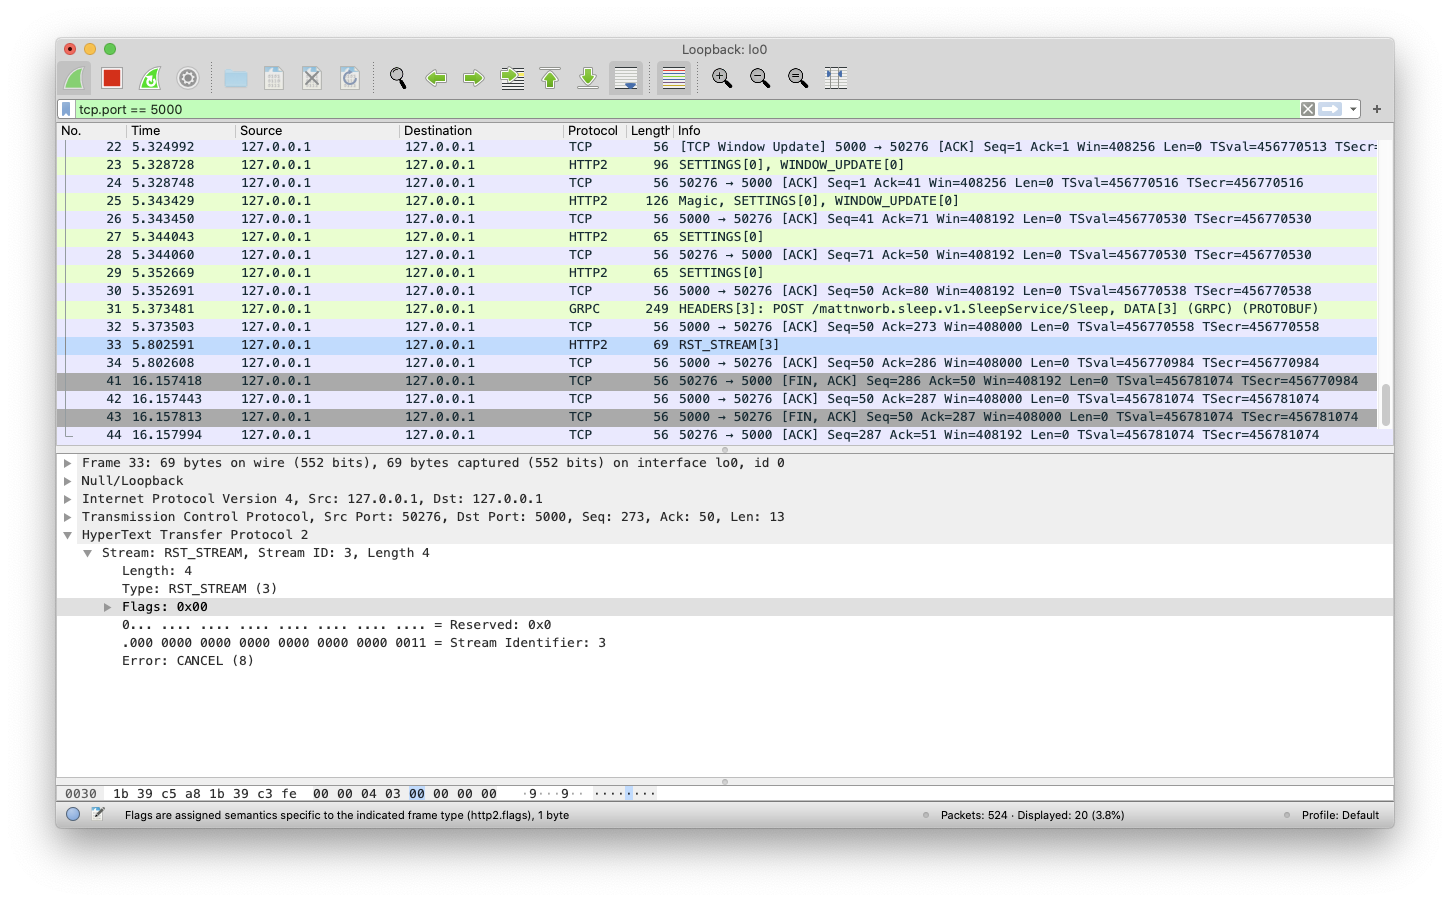 Loopback: lo0
tcp.port == 5000
No. Time Source Destination Protocol Length Info
22 5.324992 127.0.0.1 127.0.0.1 TCP 56 [TCP Window Update] 5000 → 50276 [ACK] Seq=1 Ack=1 Win=408256 Len=0 TSval=456770513 TSecr=
23 5.328728 127.0.0.1 127.0.0.1 HTTP2 96 SETTINGS[0], WINDOW_UPDATE[0]
24 5.328748 127.0.0.1 127.0.0.1 TCP 56 50276 → 5000 [ACK] Seq=1 Ack=41 Win=408256 Len=0 TSval=456770516 TSecr=456770516
25 5.343429 127.0.0.1 127.0.0.1 HTTP2 126 Magic, SETTINGS[0], WINDOW_UPDATE[0]
26 5.343450 127.0.0.1 127.0.0.1 TCP 56 5000 → 50276 [ACK] Seq=41 Ack=71 Win=408192 Len=0 TSval=456770530 TSecr=456770530
27 5.344043 127.0.0.1 127.0.0.1 HTTP2 65 SETTINGS[0]
28 5.344060 127.0.0.1 127.0.0.1 TCP 56 50276 → 5000 [ACK] Seq=71 Ack=50 Win=408192 Len=0 TSval=456770530 TSecr=456770530
29 5.352669 127.0.0.1 127.0.0.1 HTTP2 65 SETTINGS[0]
30 5.352691 127.0.0.1 127.0.0.1 TCP 56 5000 → 50276 [ACK] Seq=50 Ack=80 Win=408192 Len=0 TSval=456770538 TSecr=456770538
31 5.373481 127.0.0.1 127.0.0.1 GRPC 249 HEADERS[3]: POST /mattnworb.sleep.v1.SleepService/Sleep, DATA[3] (GRPC) (PROTOBUF)
32 5.373503 127.0.0.1 127.0.0.1 TCP 56 5000 → 50276 [ACK] Seq=50 Ack=273 Win=408000 Len=0 TSval=456770558 TSecr=456770558
33 5.802591 127.0.0.1 127.0.0.1 HTTP2 69 RST_STREAM[3]
34 5.802608 127.0.0.1 127.0.0.1 TCP 56 5000 → 50276 [ACK] Seq=50 Ack=286 Win=408000 Len=0 TSval=456770984 TSecr=456770984
41 16.157418 127.0.0.1 127.0.0.1 TCP 56 50276 → 5000 [FIN, ACK] Seq=286 Ack=50 Win=408192 Len=0 TSval=456781074 TSecr=456770984
42 16.157443 127.0.0.1 127.0.0.1 TCP 56 5000 → 50276 [ACK] Seq=50 Ack=287 Win=408000 Len=0 TSval=456781074 TSecr=456781074
43 16.157813 127.0.0.1 127.0.0.1 TCP 56 5000 → 50276 [FIN, ACK] Seq=50 Ack=287 Win=408000 Len=0 TSval=456781074 TSecr=456781074
44 16.157994 127.0.0.1 127.0.0.1 TCP 56 50276 → 5000 [ACK] Seq=287 Ack=51 Win=408192 Len=0 TSval=456781074 TSecr=456781074
Frame 33: 69 bytes on wire (552 bits), 69 bytes captured (552 bits) on interface lo0, id 0
Null/Loopback
Internet Protocol Version 4, Src: 127.0.0.1, Dst: 127.0.0.1
Transmission Control Protocol, Src Port: 50276, Dst Port: 5000, Seq: 273, Ack: 50, Len: 13
HyperText Transfer Protocol 2
Stream: RST_STREAM, Stream ID: 3, Length 4
Length: 4
Type: RST_STREAM (3)
Flags: 0x00
0... .... .... .... .... .... .... .... = Reserved: 0x0
.000 0000 0000 0000 0000 0000 0000 0011 = Stream Identifier: 3
Error: CANCEL (8)
0030 1b 39 c5 a8 1b 39 c3 fe 00 00 04 03 00 00 00 00 ·9···9·· ········
Flags are assigned semantics specific to the indicated frame type (http2.flags), 1 byte
Packets: 524 · Displayed: 20 (3.8%)
Profile: Default